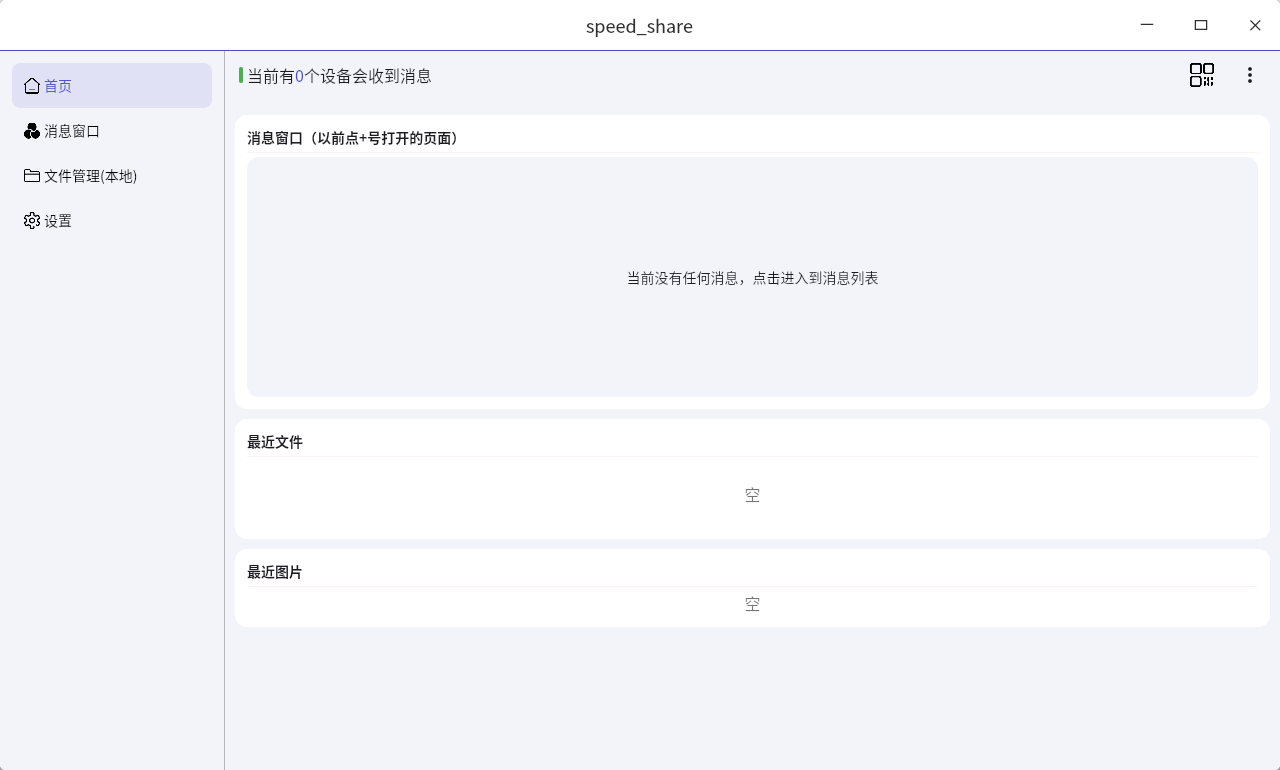 speed_share
首页
消息窗口
文件管理(本地)
设置
当前有0个设备会收到消息
消息窗口（以前点+号打开的页面）
当前没有任何消息，点击进入到消息列表
最近文件
空
最近图片
空